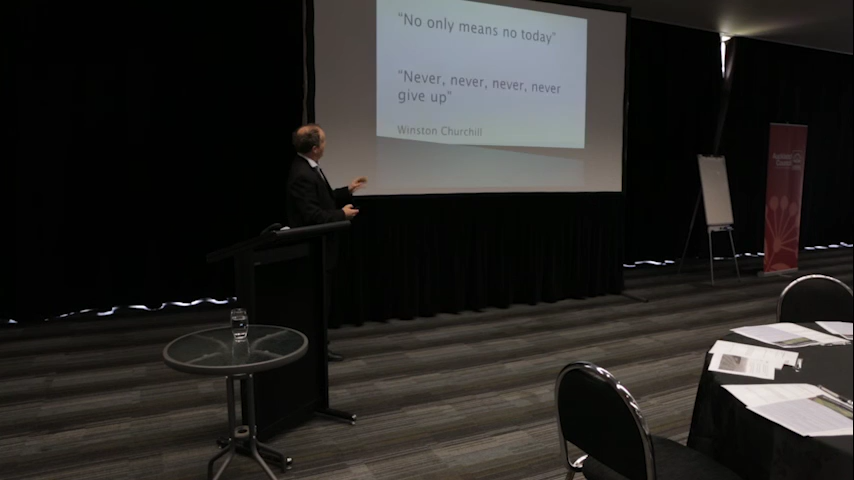 “No only means no today”
“Never, never, never, never
give up”
Winston Churchill